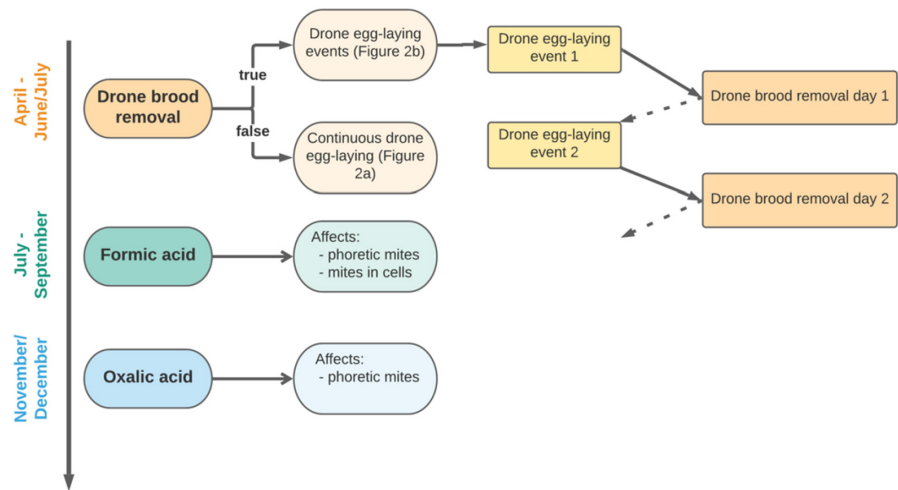 April -
June/July
Drone brood
removal
true
false
Drone egg-laying
events (Figure 2b)
Continuous drone
egg-laying (Figure
2a)
Drone egg-laying
event 1
Drone brood removal day 1
Drone egg-laying
event 2
Drone brood removal day 2
July -
September
Formic acid
Affects:
- phoretic mites
- mites in cells
November/
December
Oxalic acid
Affects:
- phoretic mites